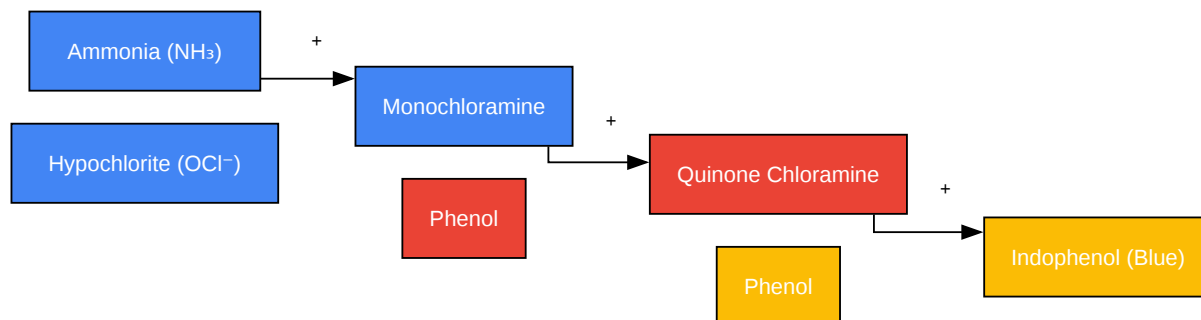 Ammonia (NH₃)
+
Hypochlorite (OCl⁻)
Monochloramine
+
Phenol
Quinone Chloramine
+
Phenol
Indophenol (Blue)